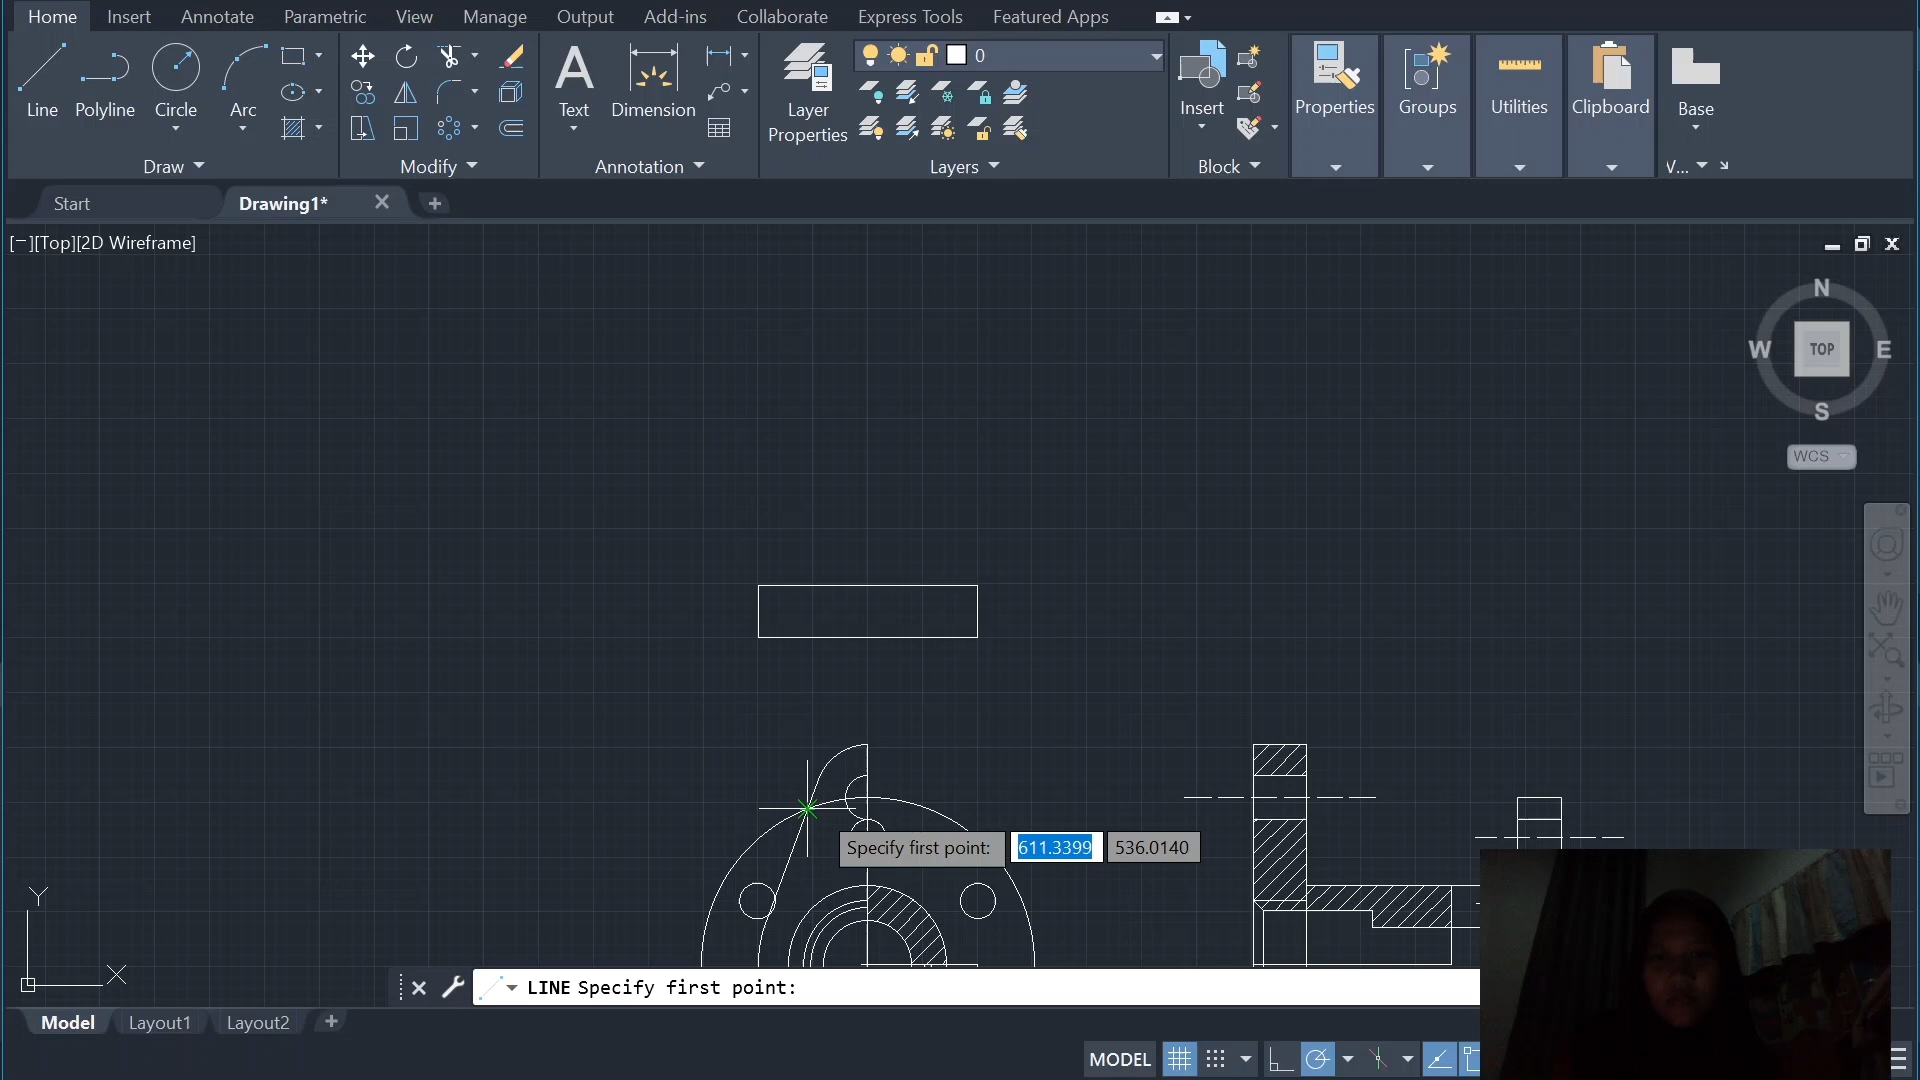 Home Insert Annotate Parametric View Manage Output Add-ins Collaborate Express Tools Featured Apps
0
Line Polyline Circle Arc Text Dimension Layer Properties Insert Properties Groups Utilities Clipboard Base
Draw Modify Annotation Layers Block V...
Start Drawing1*
[−][Top][2D Wireframe]
N
W TOP E
S
WCS
Specify first point: 611.3399 536.0140
Y
X
LINE Specify first point:
Model Layout1 Layout2
MODEL